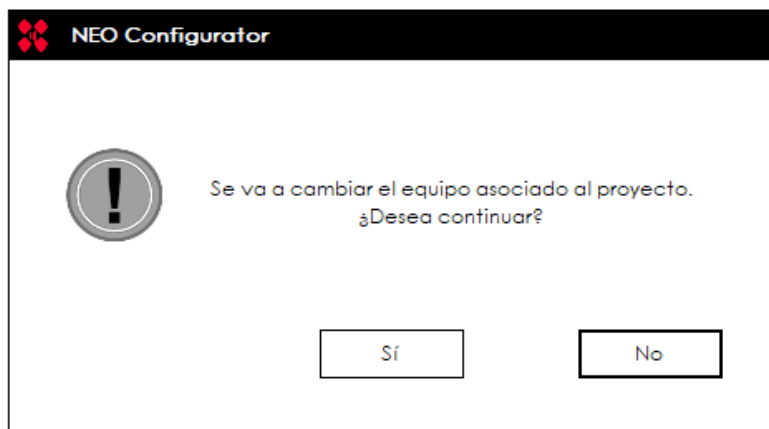 NEO Configurator
Se va a cambiar el equipo asociado al proyecto.
¿Desea continuar?
Sí
No